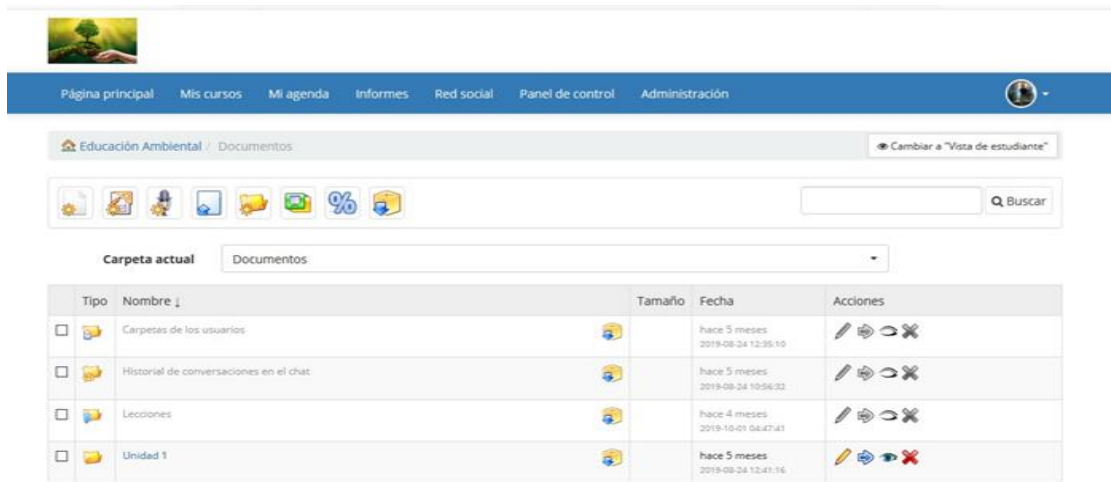 Página principal Mis cursos Mi agenda Informes Red social Panel de control Administración
Educación Ambiental / Documentos
Cambiar a "Vista de estudiante"
Buscar
Carpeta actual Documentos
Tipo Nombre ↓ Tamaño Fecha Acciones
Carpetas de los usuarios hace 5 meses
2019-08-24 12:35:10
Historial de conversaciones en el chat hace 5 meses
2019-08-24 10:56:32
Lecciones hace 4 meses
2019-10-01 04:47:41
Unidad 1 hace 5 meses
2019-08-24 12:41:16